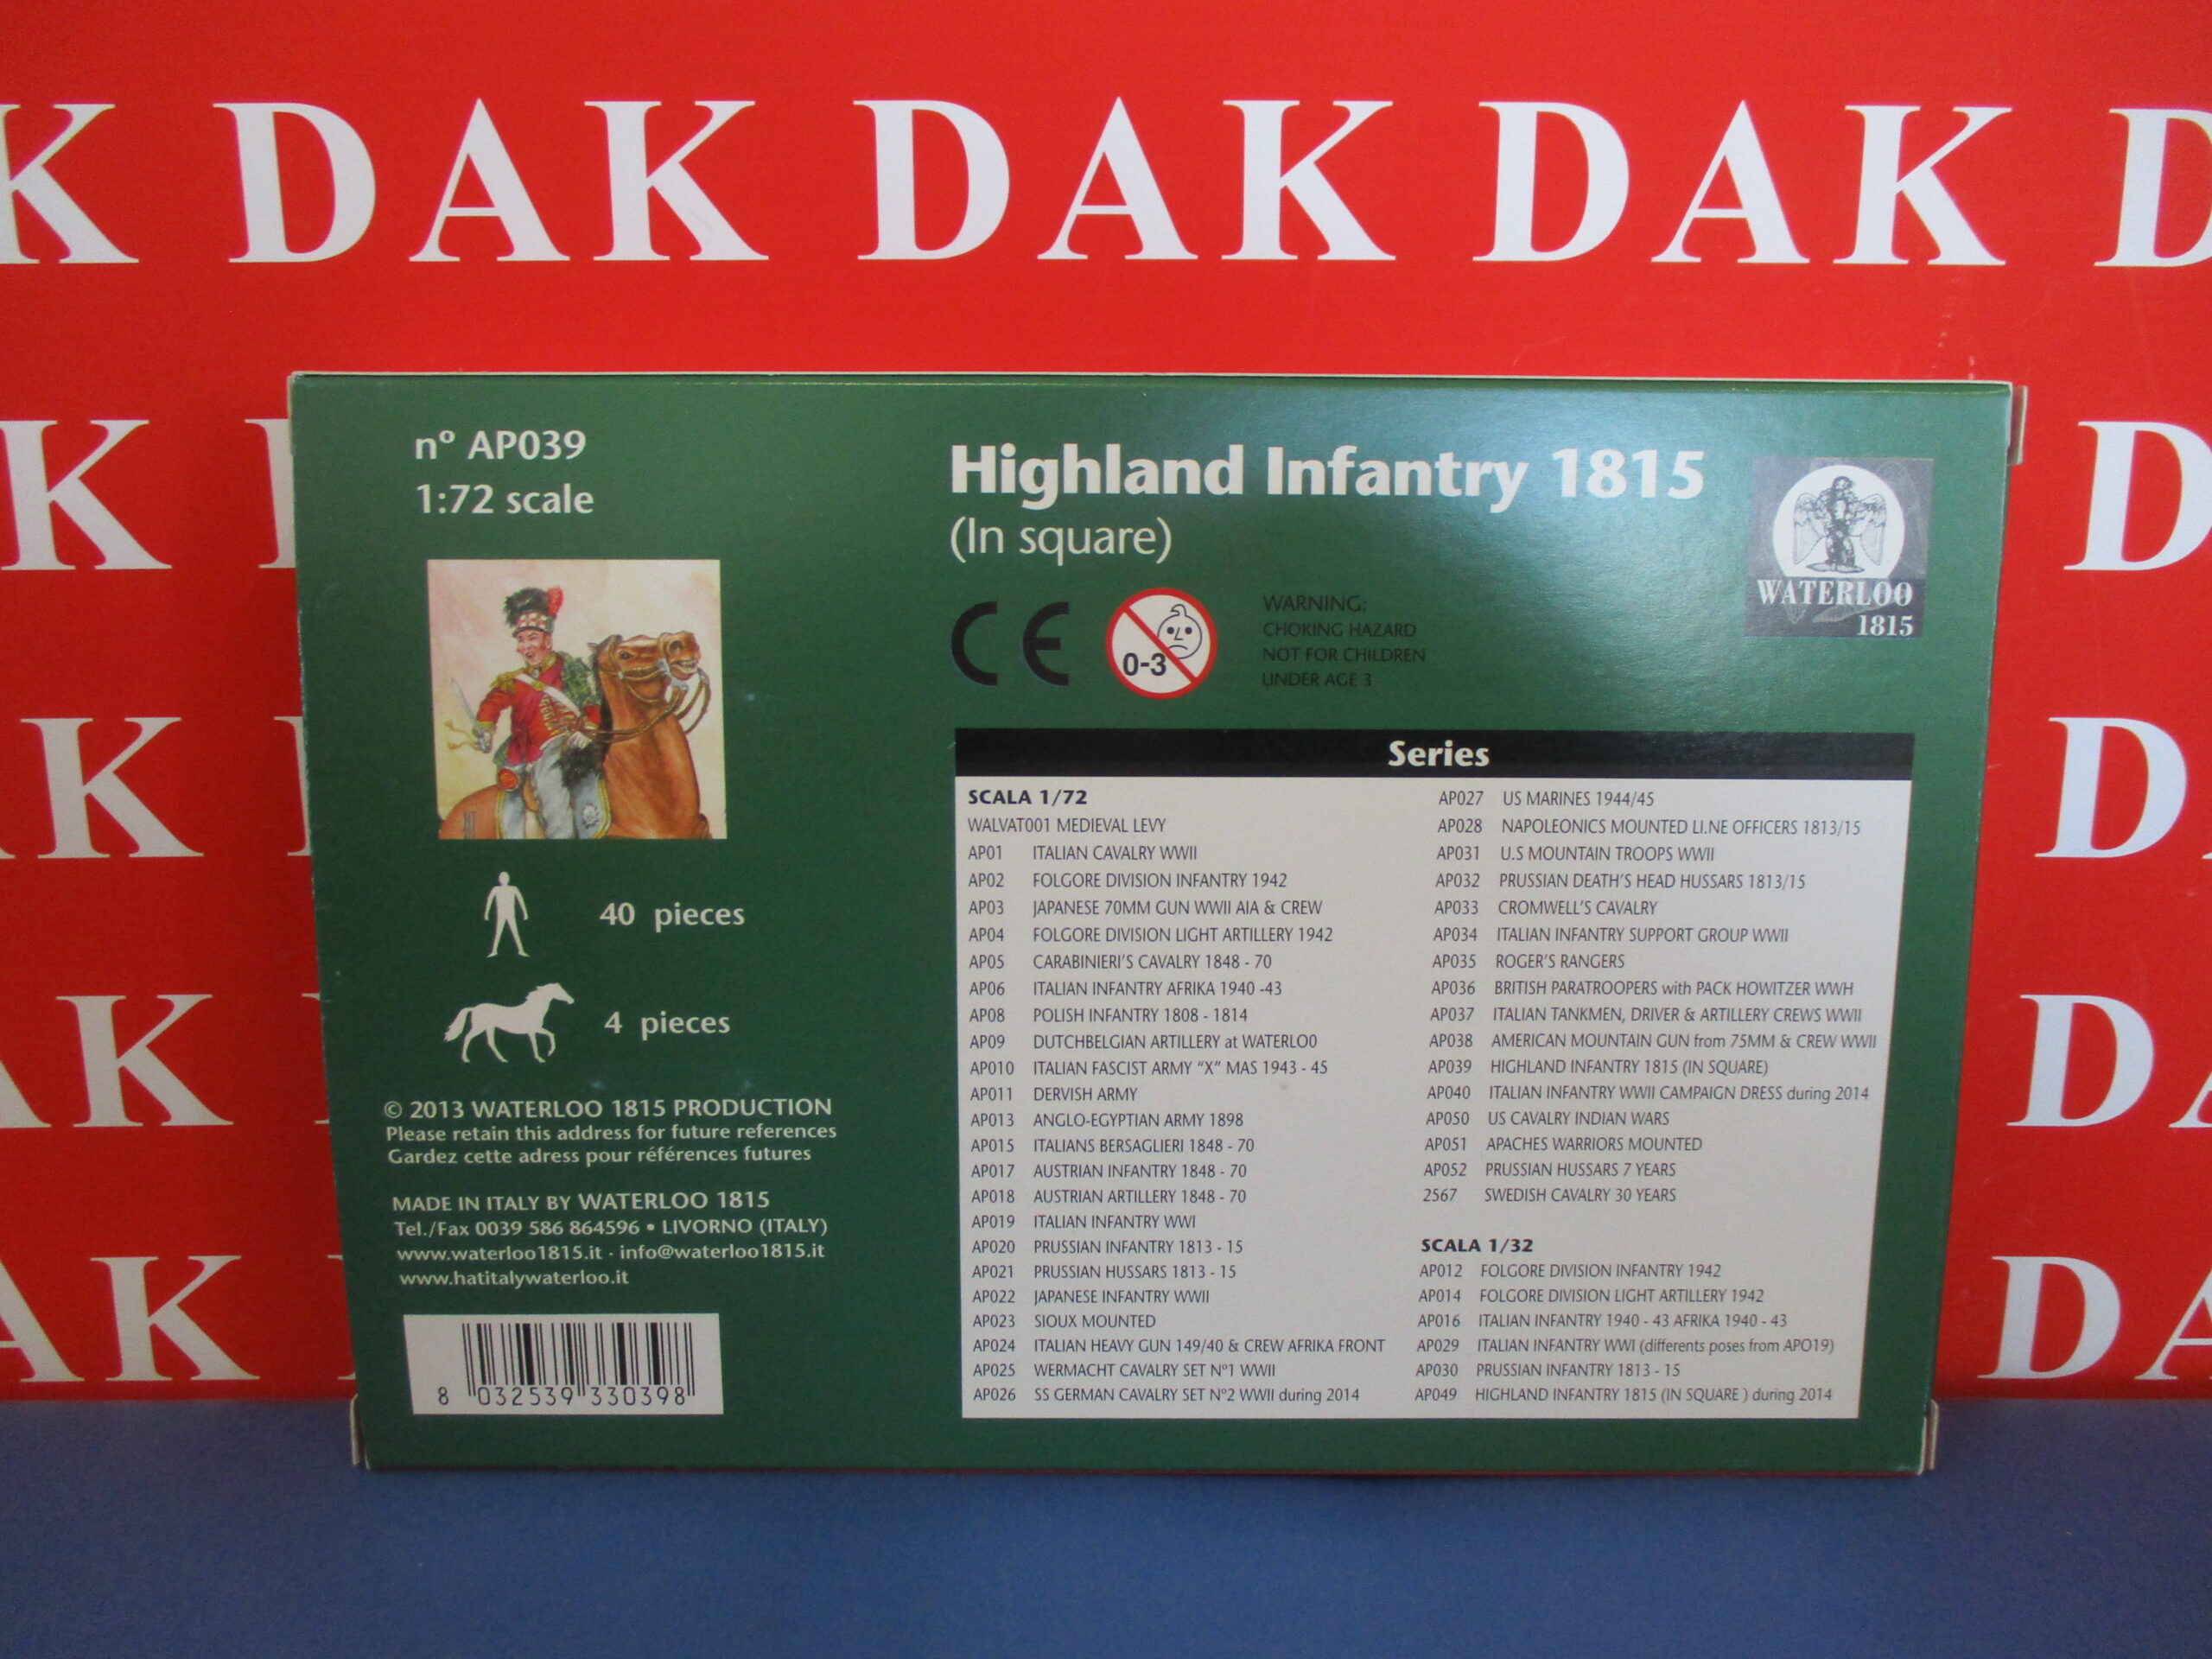 K DAK DAK DAK D
K D
D
K
D
K
DA
AK
DA
AK
DA
nº AP039
1:72 scale
40 pieces
4 pieces
© 2013 WATERLOO 1815 PRODUCTION
Please retain this address for future references
Gardez cette adress pour références futures
MADE IN ITALY BY WATERLOO 1815
Tel./Fax 0039 586 864596 • LIVORNO (ITALY)
www.waterloo1815.it · info@waterloo1815.it
www.hatitalywaterloo.it
8 032539 330398
Highland Infantry 1815
(In square)
CE
0-3
WARNING:
CHOKING HAZARD
NOT FOR CHILDREN
UNDER AGE 3
WATERLOO
1815
Series
SCALA 1/72
WALVAT001 MEDIEVAL LEVY
AP01 ITALIAN CAVALRY WWII
AP02 FOLGORE DIVISION INFANTRY 1942
AP03 JAPANESE 70MM GUN WWII AIA & CREW
AP04 FOLGORE DIVISION LIGHT ARTILLERY 1942
AP05 CARABINIERI'S CAVALRY 1848 - 70
AP06 ITALIAN INFANTRY AFRIKA 1940 -43
AP08 POLISH INFANTRY 1808 - 1814
AP09 DUTCHBELGIAN ARTILLERY at WATERLOO
AP010 ITALIAN FASCIST ARMY "X" MAS 1943 - 45
AP011 DERVISH ARMY
AP013 ANGLO-EGYPTIAN ARMY 1898
AP015 ITALIANS BERSAGLIERI 1848 - 70
AP017 AUSTRIAN INFANTRY 1848 - 70
AP018 AUSTRIAN ARTILLERY 1848 - 70
AP019 ITALIAN INFANTRY WWI
AP020 PRUSSIAN INFANTRY 1813 - 15
AP021 PRUSSIAN HUSSARS 1813 - 15
AP022 JAPANESE INFANTRY WWII
AP023 SIOUX MOUNTED
AP024 ITALIAN HEAVY GUN 149/40 & CREW AFRIKA FRONT
AP025 WERMACHT CAVALRY SET Nº1 WWII
AP026 SS GERMAN CAVALRY SET Nº2 WWII during 2014
AP027 US MARINES 1944/45
AP028 NAPOLEONICS MOUNTED LI.NE OFFICERS 1813/15
AP031 U.S MOUNTAIN TROOPS WWII
AP032 PRUSSIAN DEATH'S HEAD HUSSARS 1813/15
AP033 CROMWELL'S CAVALRY
AP034 ITALIAN INFANTRY SUPPORT GROUP WWII
AP035 ROGER'S RANGERS
AP036 BRITISH PARATROOPERS with PACK HOWITZER WWH
AP037 ITALIAN TANKMEN, DRIVER & ARTILLERY CREWS WWII
AP038 AMERICAN MOUNTAIN GUN from 75MM & CREW WWII
AP039 HIGHLAND INFANTRY 1815 (IN SQUARE)
AP040 ITALIAN INFANTRY WWII CAMPAIGN DRESS during 2014
AP050 US CAVALRY INDIAN WARS
AP051 APACHES WARRIORS MOUNTED
AP052 PRUSSIAN HUSSARS 7 YEARS
2567 SWEDISH CAVALRY 30 YEARS
SCALA 1/32
AP012 FOLGORE DIVISION INFANTRY 1942
AP014 FOLGORE DIVISION LIGHT ARTILLERY 1942
AP016 ITALIAN INFANTRY 1940 - 43 AFRIKA 1940 - 43
AP029 ITALIAN INFANTRY WWI (differents poses from APO19)
AP030 PRUSSIAN INFANTRY 1813 - 15
AP049 HIGHLAND INFANTRY 1815 (IN SQUARE ) during 2014